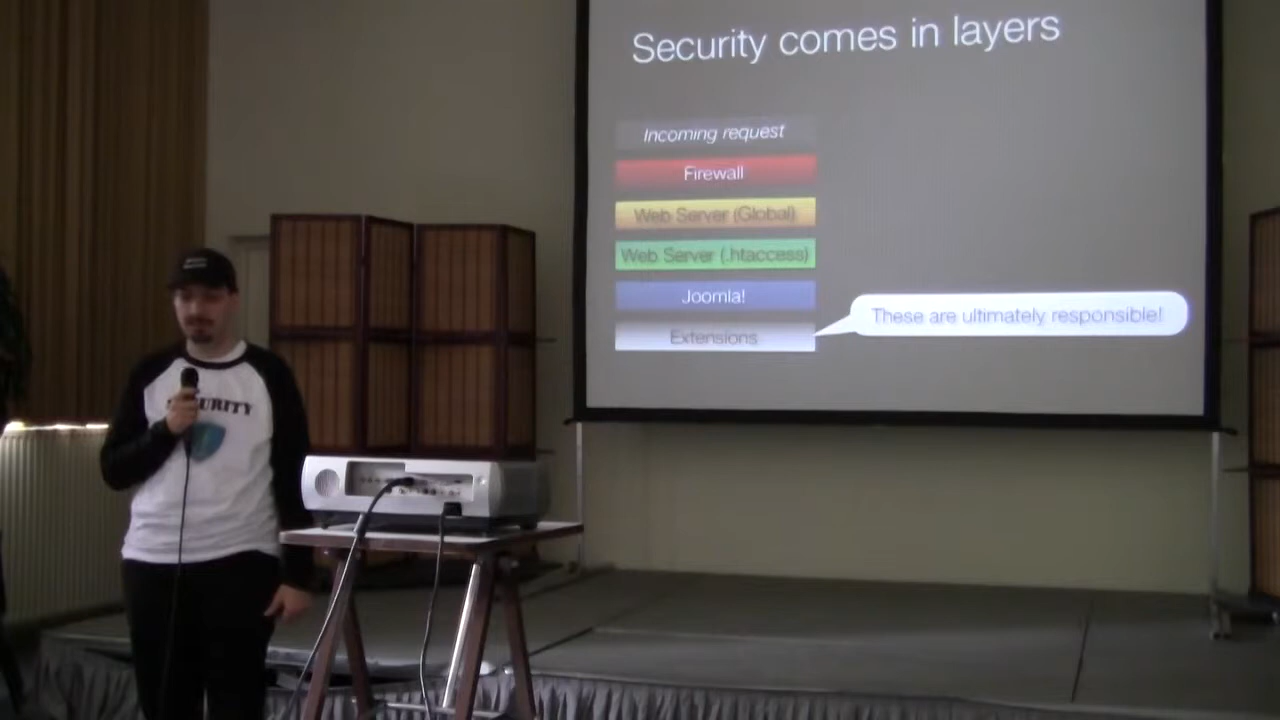 Security comes in layers
Incoming request
Firewall
Web Server (Global)
Web Server (.htaccess)
Joomla!
These are ultimately responsible!
Extensions